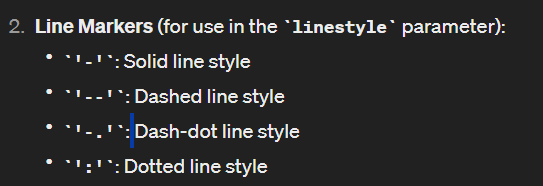 2. Line Markers (for use in the `linestyle` parameter):
• `'-'`: Solid line style
• `'--'`: Dashed line style
• `'-.'`: Dash-dot line style
• `':'`: Dotted line style